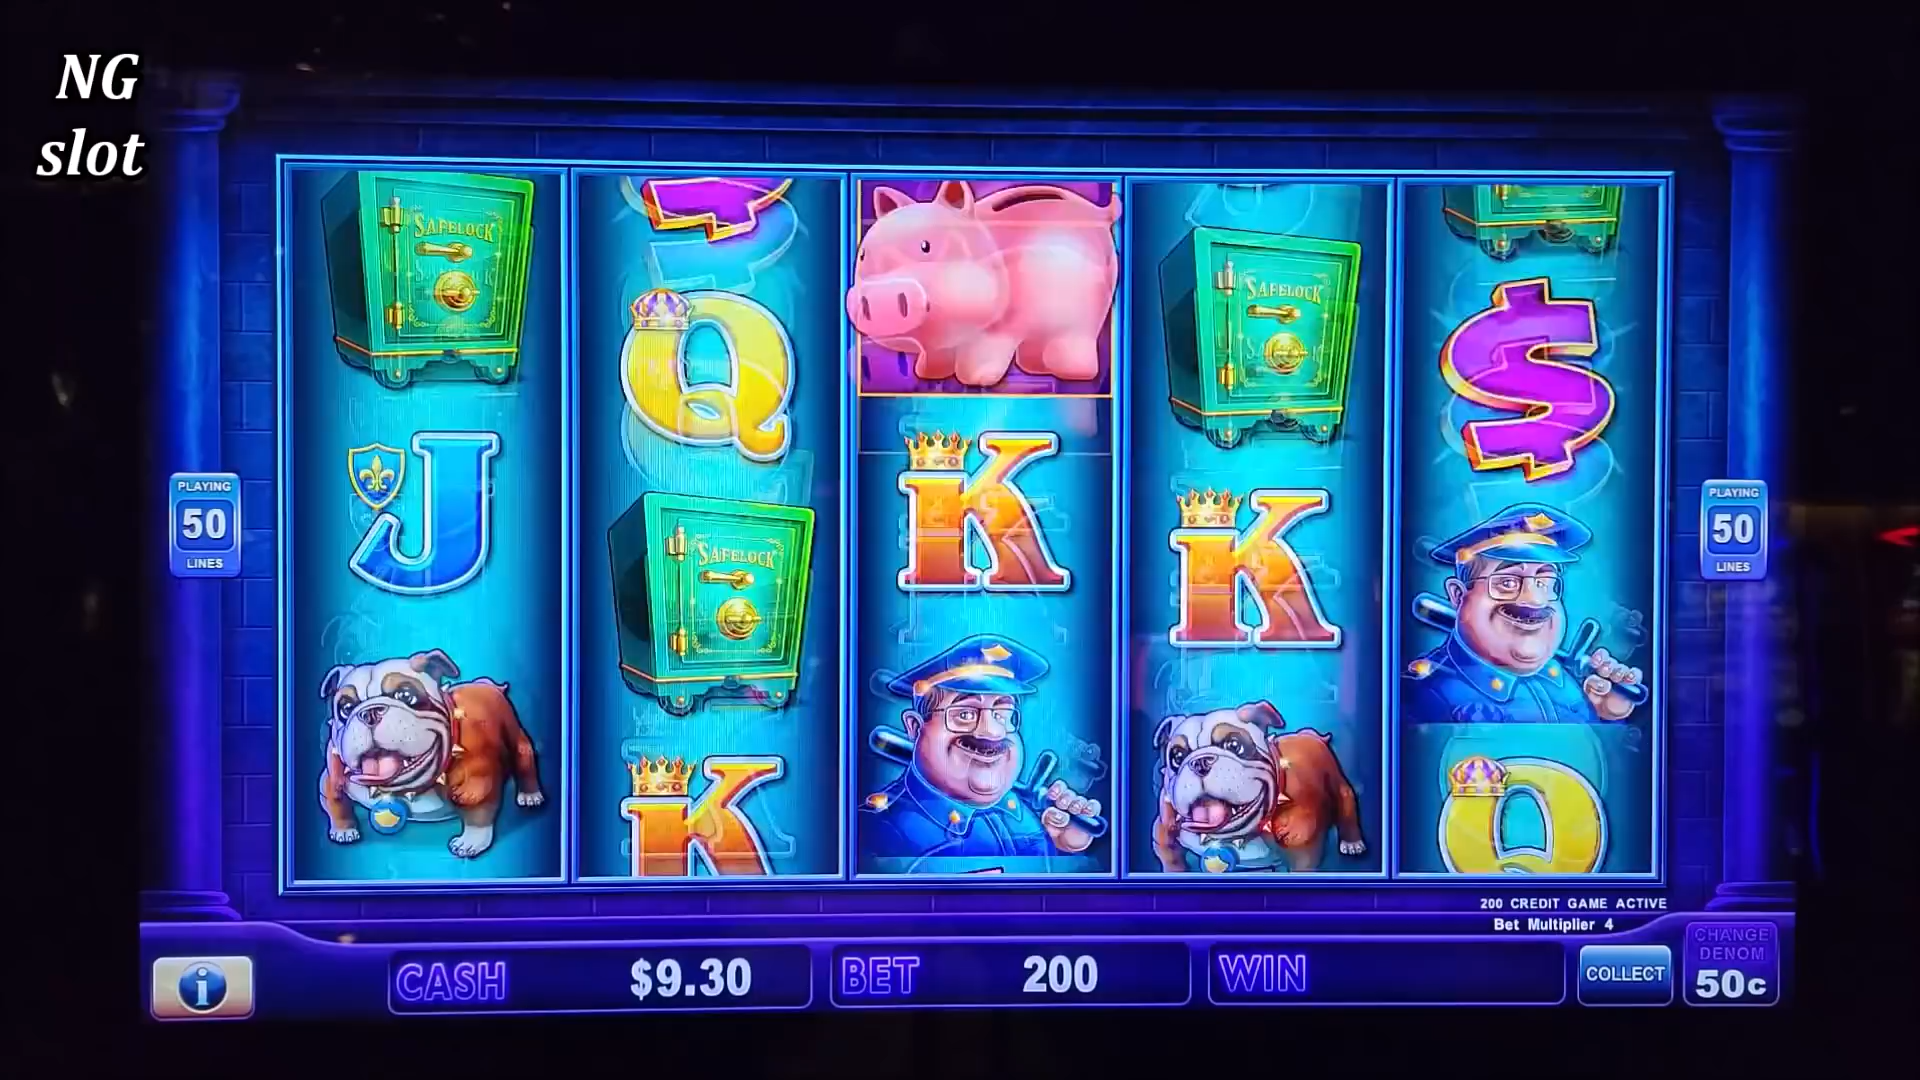 NG
slot
SAFELOCK
SAFELOCK
Q
$
PLAYING
50
LINES
J
SAFELOCK
K
K
PLAYING
50
LINES
K
Q
200 CREDIT GAME ACTIVE
Bet Multiplier 4
i
CASH $9.30
BET 200
WIN
COLLECT
CHANGE
DENOM
50c